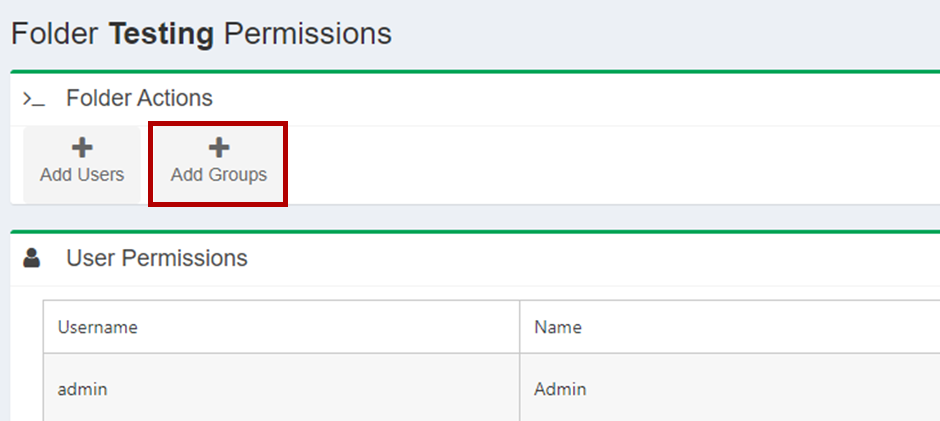 Folder Testing Permissions
Folder Actions
Add Users
Add Groups
User Permissions
Username Name
admin Admin